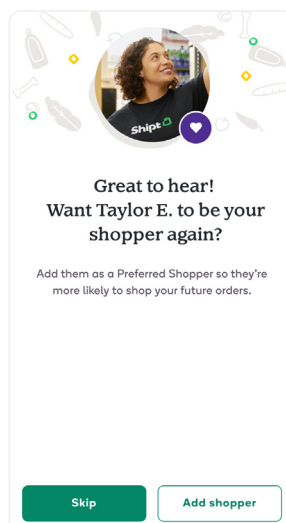 Shipt
Great to hear!
Want Taylor E. to be your
shopper again?
Add them as a Preferred Shopper so they're
more likely to shop your future orders.
Skip
Add shopper